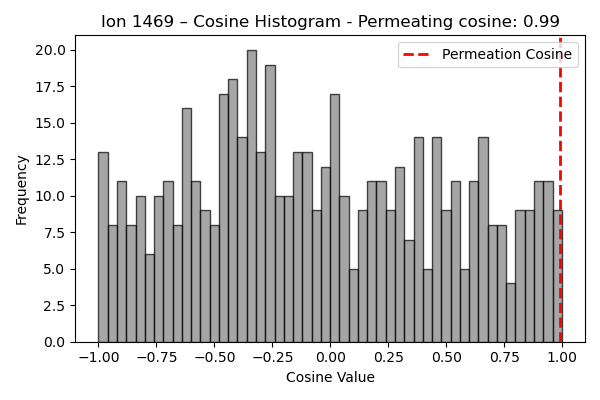 Ion 1469 – Cosine Histogram - Permeating cosine: 0.99
Permeation Cosine
Frequency
20.0
17.5
15.0
12.5
10.0
7.5
5.0
2.5
0.0
−1.00 −0.75 −0.50 −0.25 0.00 0.25 0.50 0.75 1.00
Cosine Value